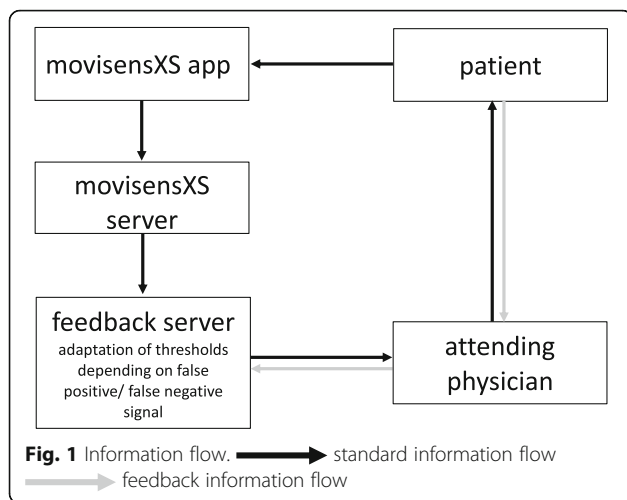 movisensXS app
patient
movisensXS
server
feedback server
adaptation of thresholds
depending on false
positive/ false negative
signal
attending
physician
Fig. 1 Information flow. standard information flow
feedback information flow